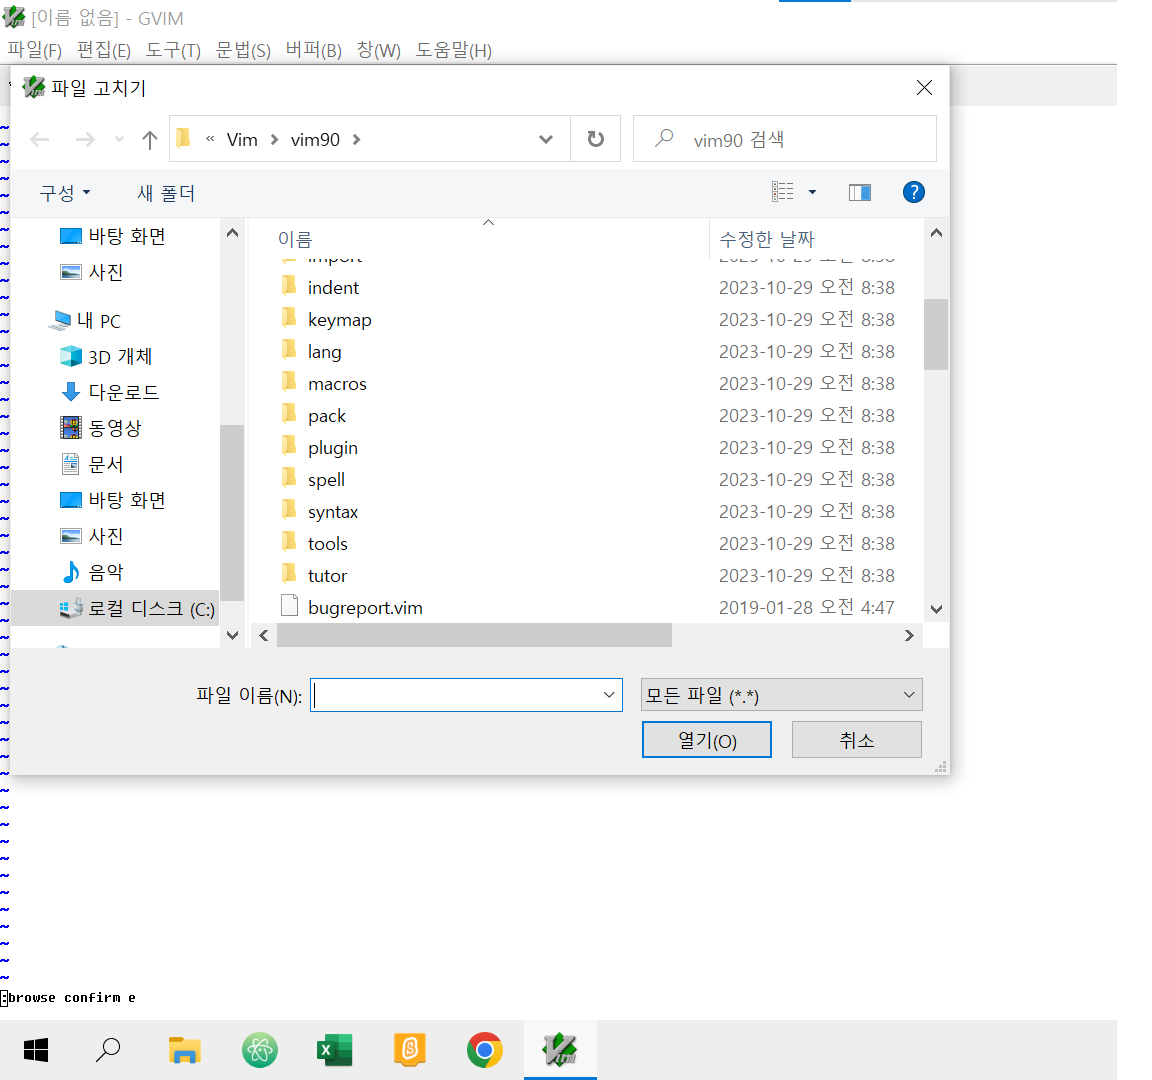 [이름 없음] - GVIM
파일(F) 편집(E) 도구(T) 문법(S) 버퍼(B) 창(W) 도움말(H)
파일 고치기
« Vim > vim90 >
vim90 검색
구성
새 폴더
바탕 화면
사진
내 PC
3D 개체
다운로드
동영상
문서
바탕 화면
사진
음악
로컬 디스크 (C:)
이름 수정한 날짜
import 2023-10-29 오전 8:38
indent 2023-10-29 오전 8:38
keymap 2023-10-29 오전 8:38
lang 2023-10-29 오전 8:38
macros 2023-10-29 오전 8:38
pack 2023-10-29 오전 8:38
plugin 2023-10-29 오전 8:38
spell 2023-10-29 오전 8:38
syntax 2023-10-29 오전 8:38
tools 2023-10-29 오전 8:38
tutor 2023-10-29 오전 8:38
bugreport.vim 2019-01-28 오전 4:47
파일 이름(N):
모든 파일 (*.*)
열기(O)
취소
:browse confirm e